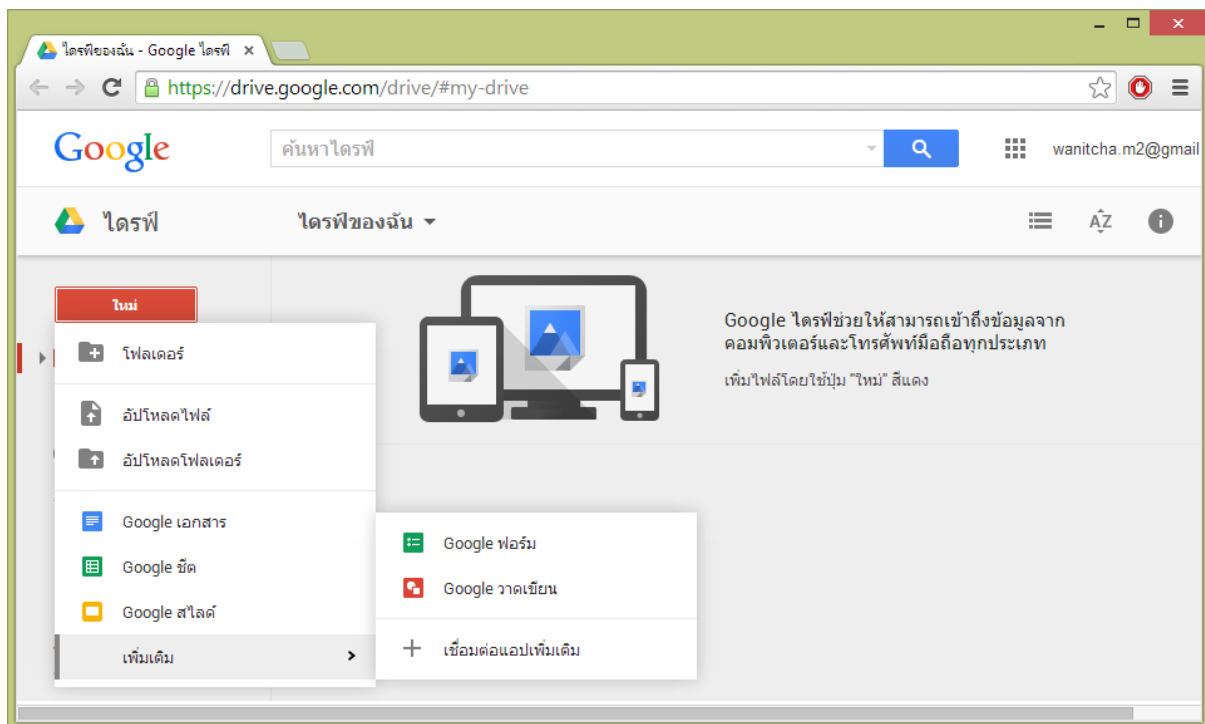 ไดรฟ์ของฉัน - Google ไดรฟ์
https://drive.google.com/drive/#my-drive
Google
ค้นหาไดรฟ์
wanitcha.m2@gmail
ไดรฟ์
ไดรฟ์ของฉัน
AZ
ใหม่
Google ไดรฟ์ช่วยให้สามารถเข้าถึงข้อมูลจาก
คอมพิวเตอร์และโทรศัพท์มือถือทุกประเภท
เพิ่มไฟล์โดยใช้ปุ่ม "ใหม่" สีแดง
โฟลเดอร์
อัปโหลดไฟล์
อัปโหลดโฟลเดอร์
Google เอกสาร
Google ชีต
Google สไลด์
เพิ่มเติม
Google ฟอร์ม
Google วาดเขียน
เชื่อมต่อแอปเพิ่มเติม